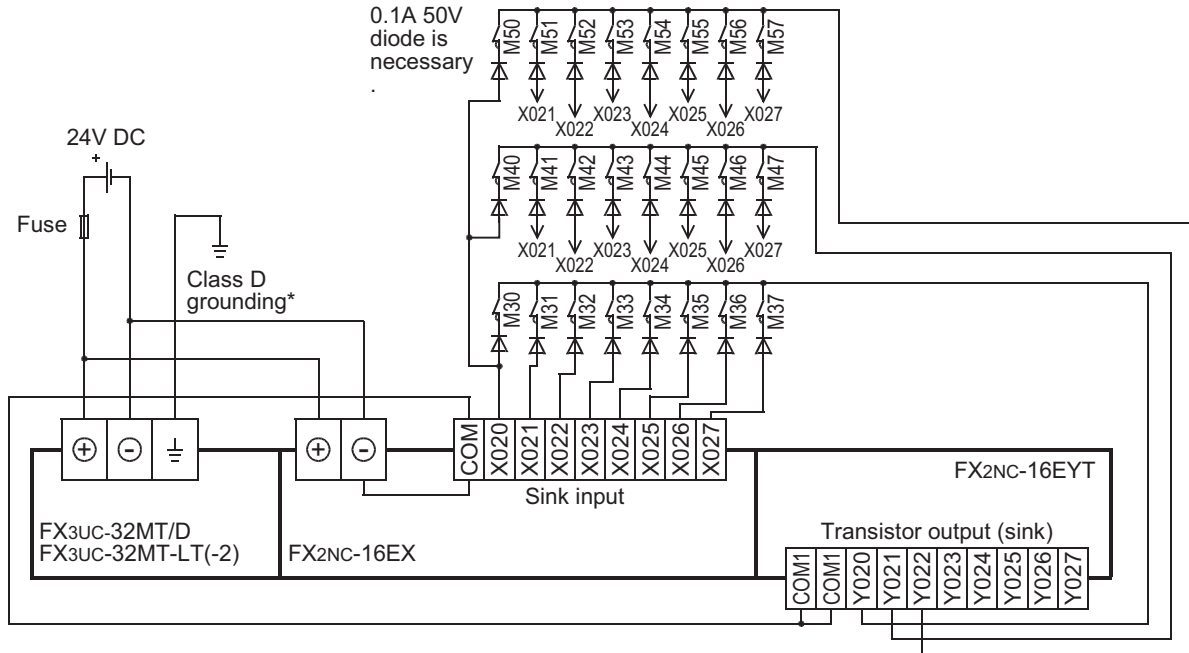 0.1A 50V
diode is
necessary
.
M50 M51 M52 M53 M54 M55 M56 M57
X021 X022 X023 X024 X025 X026 X027
24V DC
+
M40 M41 M42 M43 M44 M45 M46 M47
Fuse
X021 X022 X023 X024 X025 X026 X027
Class D
grounding*
M30 M31 M32 M33 M34 M35 M36 M37
+ - + - COM X020 X021 X022 X023 X024 X025 X026 X027
Sink input
FX2NC-16EYT
FX3UC-32MT/D
FX3UC-32MT-LT(-2)
FX2NC-16EX
Transistor output (sink)
COM1 COM1 Y020 Y021 Y022 Y023 Y024 Y025 Y026 Y027